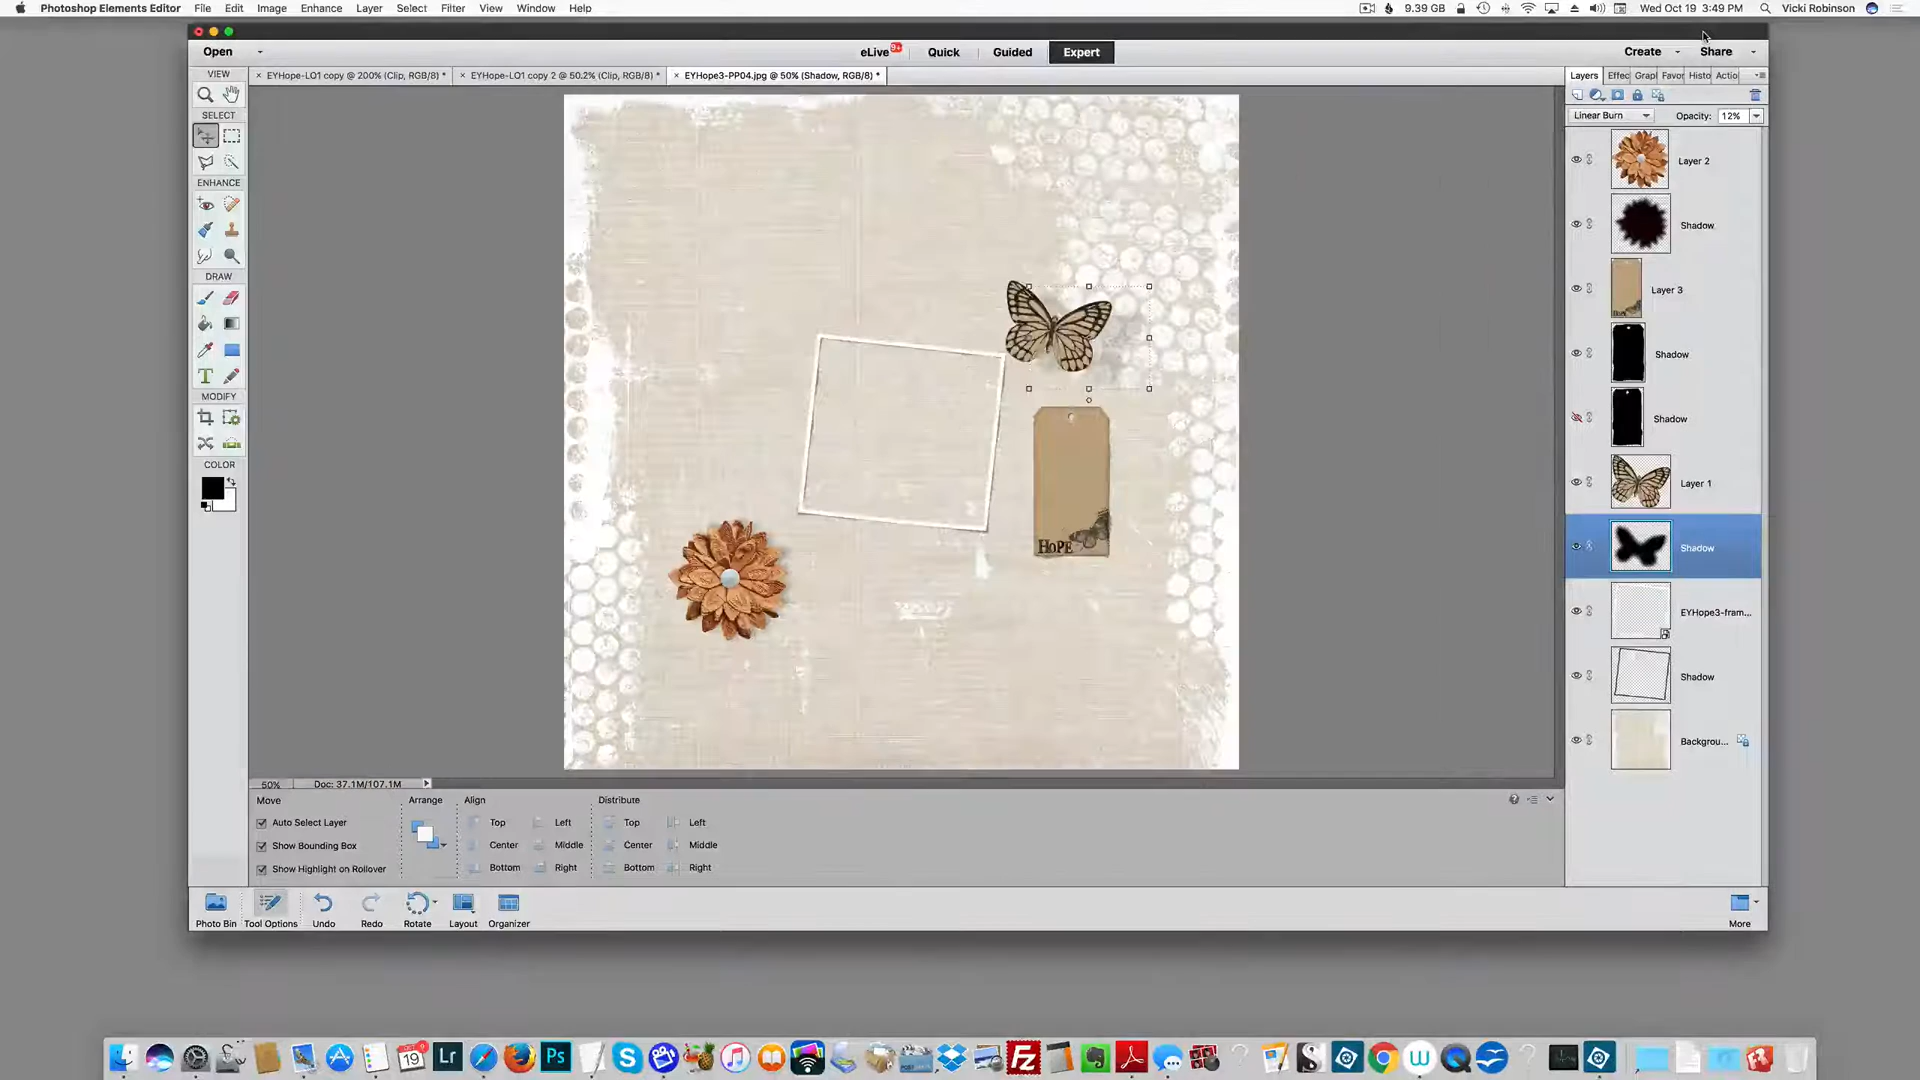 Photoshop Elements Editor File Edit Image Enhance Layer Select Filter View Window Help 9.39 GB Wed Oct 19 3:49 PM Vicki Robinson
Open eLive 9+ Quick Guided Expert Create Share
VIEW × EYHope-LO1 copy @ 200% (Clip, RGB/8) * × EYHope-LO1 copy 2 @ 50.2% (Clip, RGB/8) * × EYHope3-PP04.jpg @ 50% (Shadow, RGB/8) * Layers Effec Grapl Favor Histo Actio
SELECT
Linear Burn Opacity: 12%
Layer 2
ENHANCE
Shadow
DRAW
Layer 3
Shadow
MODIFY
Shadow
COLOR
Layer 1
HOPE
Shadow
EYHope3-fram...
Shadow
Backgrou...
50% Doc: 37.1M/107.1M
Move Arrange Align Distribute
Auto Select Layer Top Left Top Left
Show Bounding Box Center Middle Center Middle
Show Highlight on Rollover Bottom Right Bottom Right
Photo Bin Tool Options Undo Redo Rotate Layout Organizer More
19 Lr Ps S Fz S W